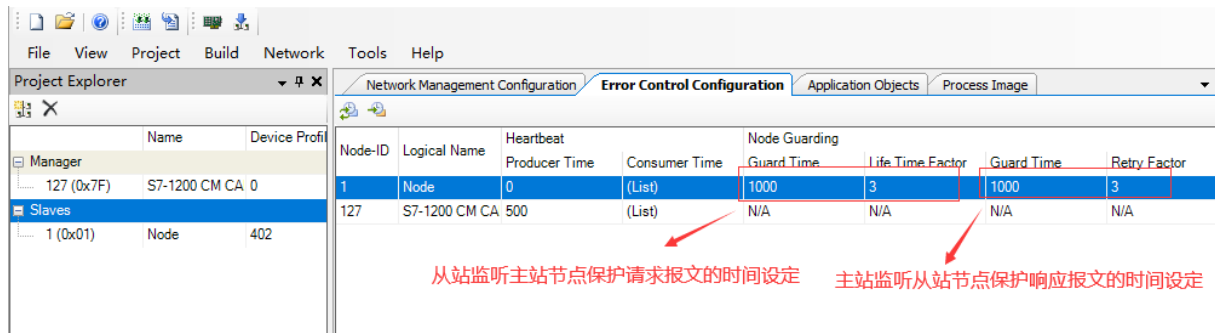 File View Project Build Network Tools Help
Project Explorer
Network Management Configuration Error Control Configuration Application Objects Process Image
Name Device Profil
Manager
127 (0x7F) S7-1200 CM CA 0
Slaves
1 (0x01) Node 402
Node-ID Logical Name Heartbeat Node Guarding
Producer Time Consumer Time Guard Time Life Time Factor Guard Time Retry Factor
1 Node 0 (List) 1000 3 1000 3
127 S7-1200 CM CA 500 (List) N/A N/A N/A N/A
从站监听主站节点保护请求报文的时间设定
主站监听从站节点保护响应报文的时间设定